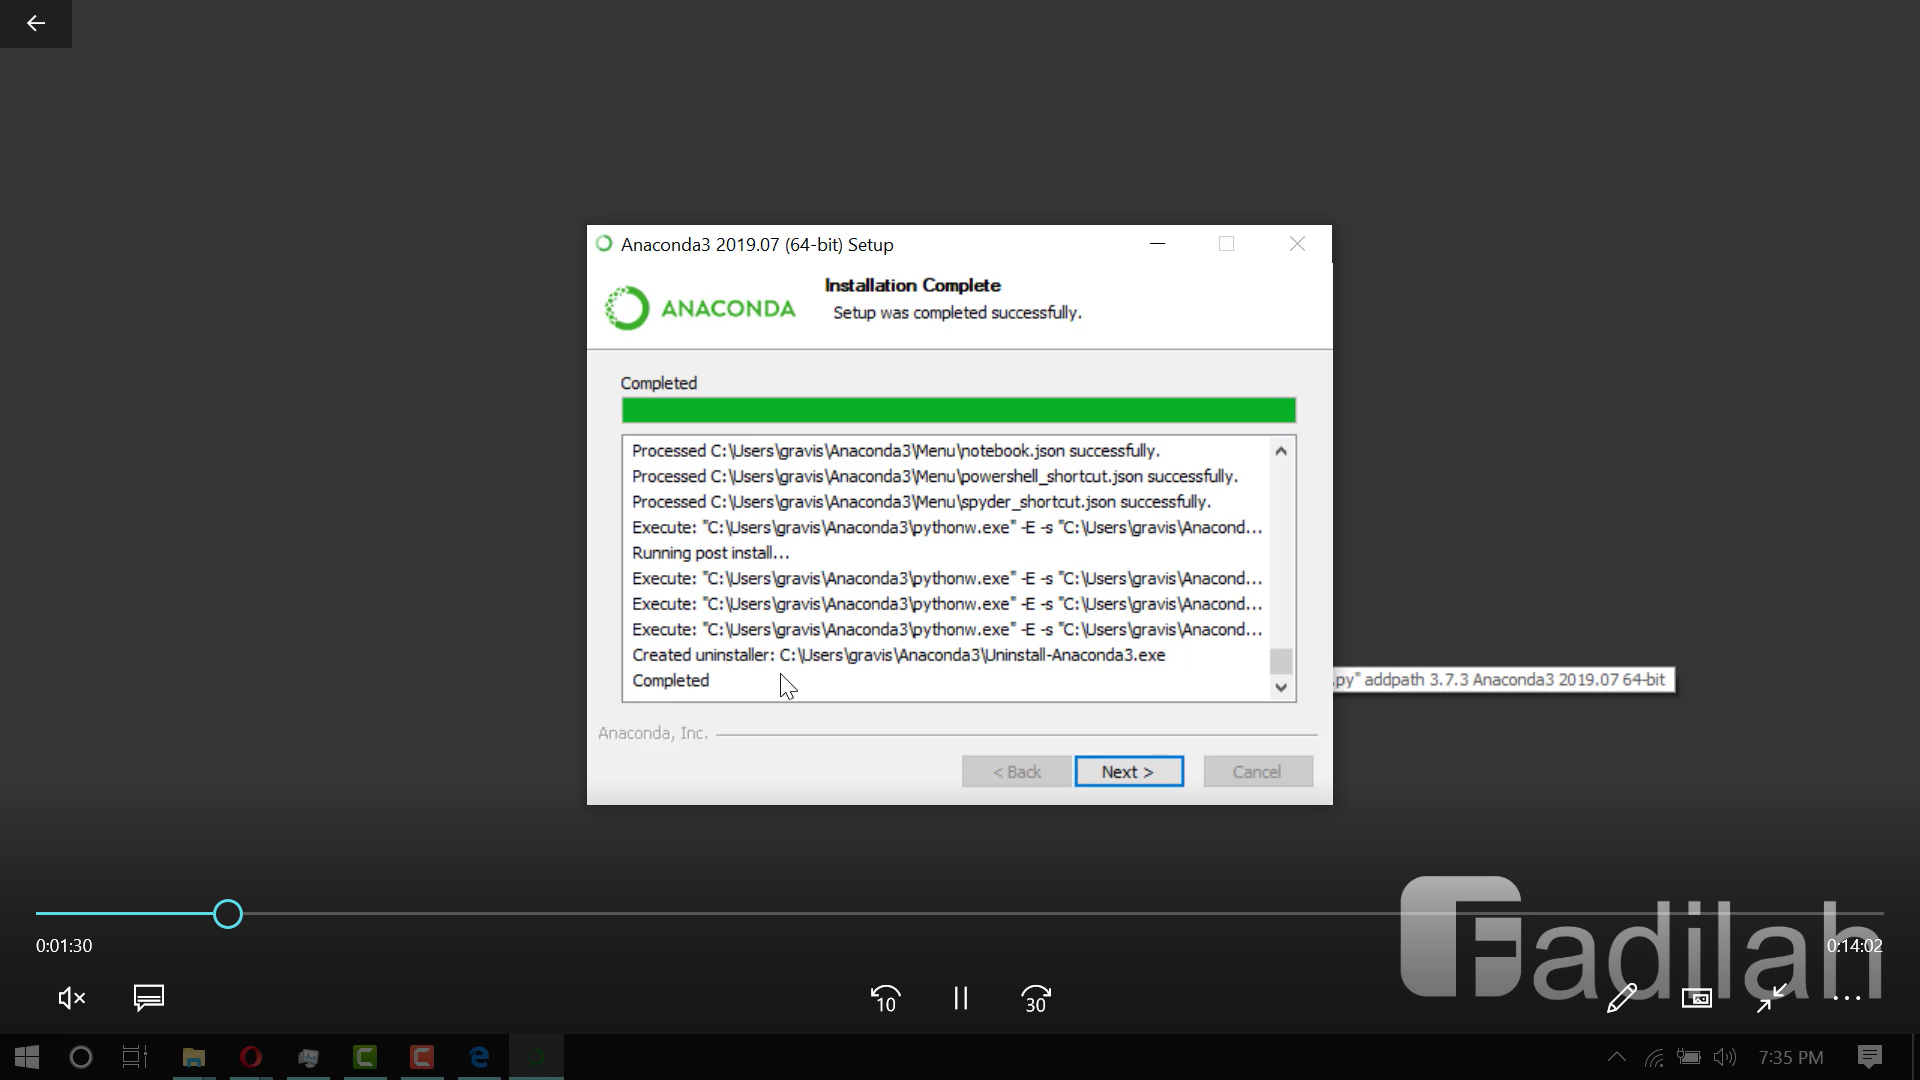 Anaconda3 2019.07 (64-bit) Setup
ANACONDA
Installation Complete
Setup was completed successfully.
Completed
Processed C:\Users\gravis\Anaconda3\Menu\notebook.json successfully.
Processed C:\Users\gravis\Anaconda3\Menu\powershell_shortcut.json successfully.
Processed C:\Users\gravis\Anaconda3\Menu\spyder_shortcut.json successfully.
Execute: "C:\Users\gravis\Anaconda3\pythonw.exe" -E -s "C:\Users\gravis\Anacond...
Running post install...
Execute: "C:\Users\gravis\Anaconda3\pythonw.exe" -E -s "C:\Users\gravis\Anacond...
Execute: "C:\Users\gravis\Anaconda3\pythonw.exe" -E -s "C:\Users\gravis\Anacond...
Execute: "C:\Users\gravis\Anaconda3\pythonw.exe" -E -s "C:\Users\gravis\Anacond...
Created uninstaller: C:\Users\gravis\Anaconda3\Uninstall-Anaconda3.exe
Completed
.py" addpath 3.7.3 Anaconda3 2019.07 64-bit
Anaconda, Inc.
< Back
Next >
Cancel
Fadilah
0:01:30
0:14:02
10
30
7:35 PM